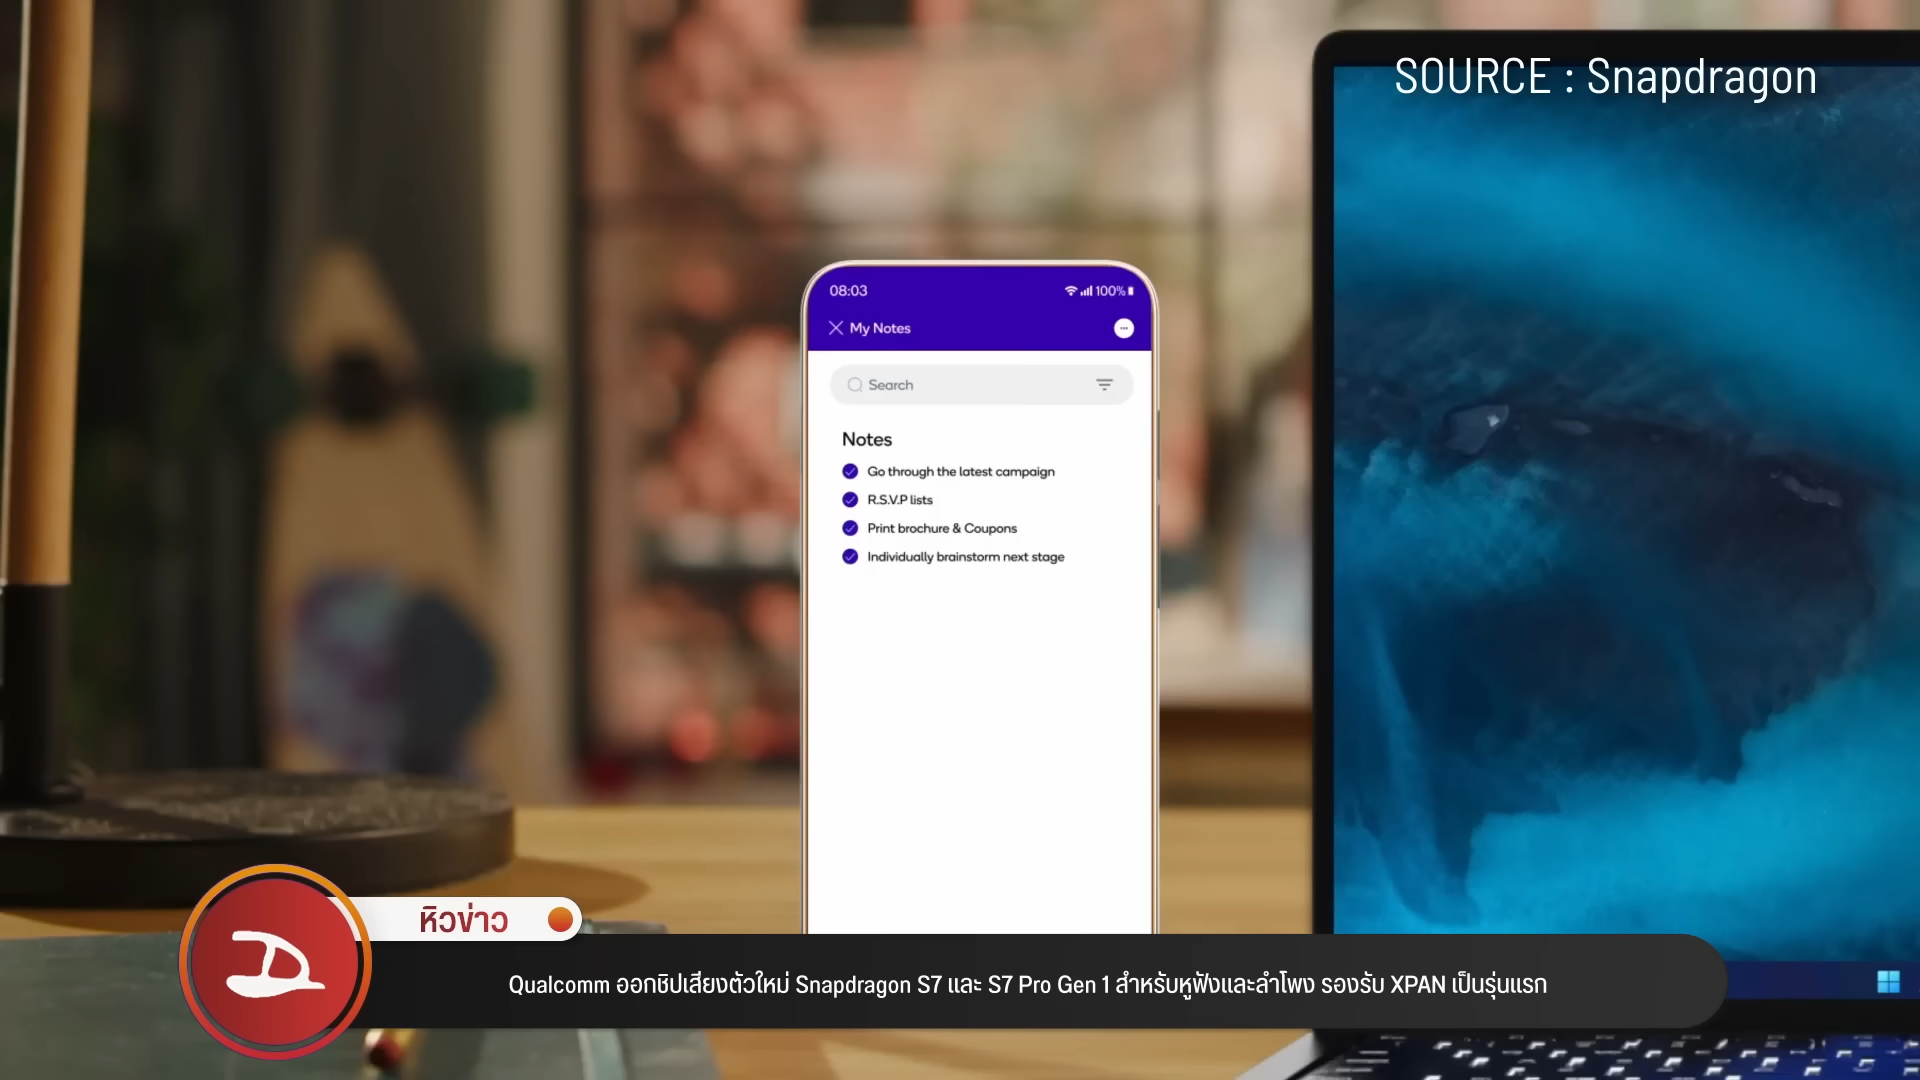 SOURCE : Snapdragon
08:03
100%
My Notes
Search
Notes
Go through the latest campaign
R.S.V.P lists
Print brochure & Coupons
Individually brainstorm next stage
หิวข่าว
Qualcomm ออกชิปเสียงตัวใหม่ Snapdragon S7 และ S7 Pro Gen 1 สำหรับหูฟังและลำโพง รองรับ XPAN เป็นรุ่นแรก